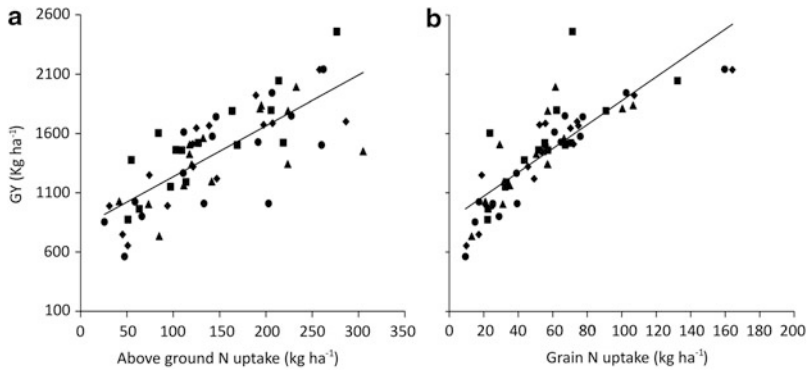 a
b
GY (Kg ha⁻¹)
2600
2100
1600
1100
600
100
0 50 100 150 200 250 300 350
Above ground N uptake (kg ha⁻¹)
0 20 40 60 80 100 120 140 160 180 200
Grain N uptake (kg ha⁻¹)